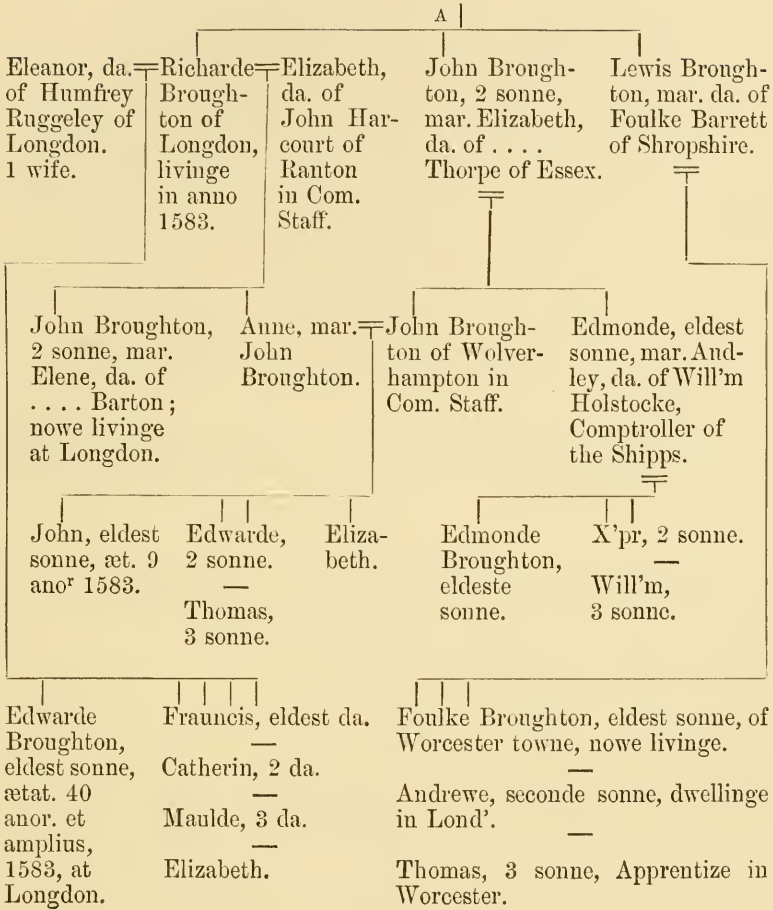 A
Eleanor, da.
of Humfrey
Ruggeley of
Longdon.
1 wife.
Richarde
Brough-
ton of
Longdon,
livinge
in anno
1583.
Elizabeth,
da. of
John Har-
court of
Ranton
in Com.
Staff.
John Brough-
ton, 2 sonne,
mar. Elizabeth,
da. of . . . .
Thorpe of Essex.
Lewis Brough-
ton, mar. da. of
Foulke Barrett
of Shropshire.
John Broughton,
2 sonne, mar.
Elene, da. of
. . . . Barton ;
nowe livinge
at Longdon.
Anne, mar.
John
Broughton.
John Brough-
ton of Wolver-
hampton in
Com. Staff.
Edmonde, eldest
sonne, mar. Aud-
ley, da. of Will'm
Holstocke,
Comptroller of
the Shipps.
John, eldest
sonne, æt. 9
anoʳ 1583.
Edwarde,
2 sonne.
—
Thomas,
3 sonne.
Eliza-
beth.
Edmonde
Broughton,
eldeste
sonne.
X'pr, 2 sonne.
—
Will'm,
3 sonne.
Edwarde
Broughton,
eldest sonne,
ætat. 40
anor. et
amplius,
1583, at
Longdon.
Frauncis, eldest da.
—
Catherin, 2 da.
—
Maulde, 3 da.
—
Elizabeth.
Foulke Broughton, eldest sonne, of
Worcester towne, nowe livinge.
—
Andrewe, seconde sonne, dwellinge
in Lond'.
—
Thomas, 3 sonne, Apprentize in
Worcester.